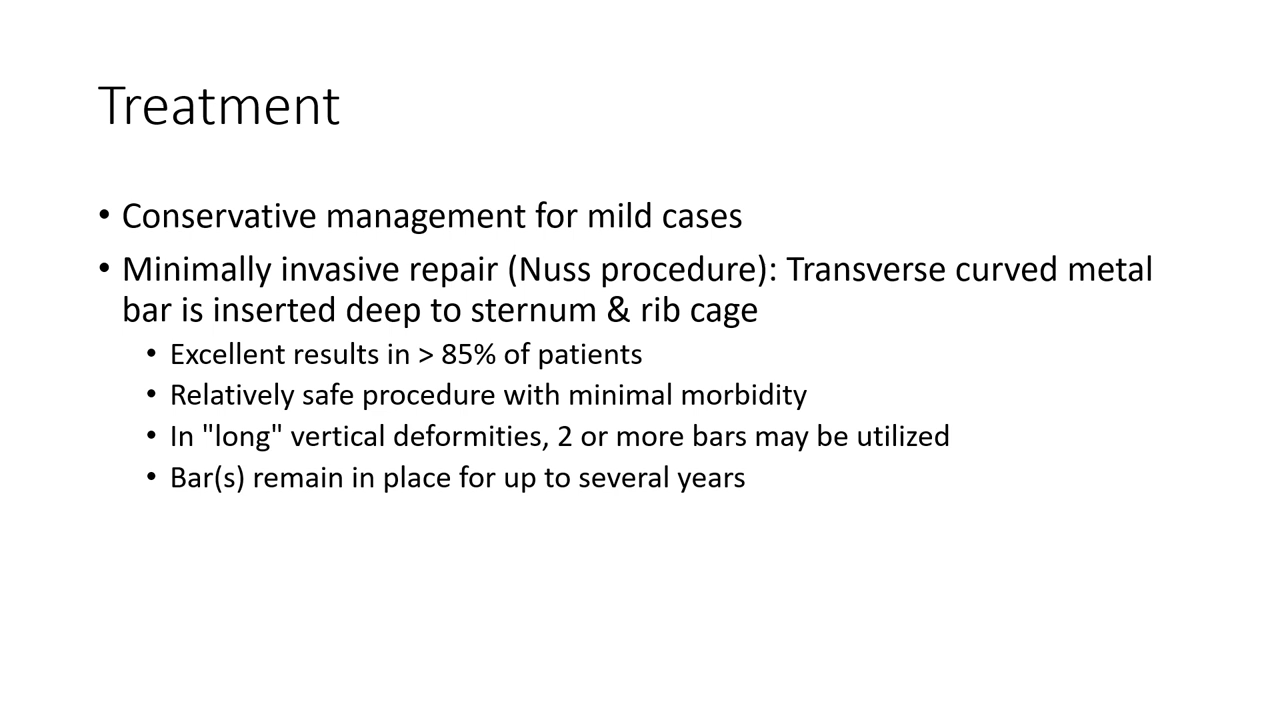 Treatment
• Conservative management for mild cases
• Minimally invasive repair (Nuss procedure): Transverse curved metal
bar is inserted deep to sternum & rib cage
• Excellent results in > 85% of patients
• Relatively safe procedure with minimal morbidity
• In "long" vertical deformities, 2 or more bars may be utilized
• Bar(s) remain in place for up to several years